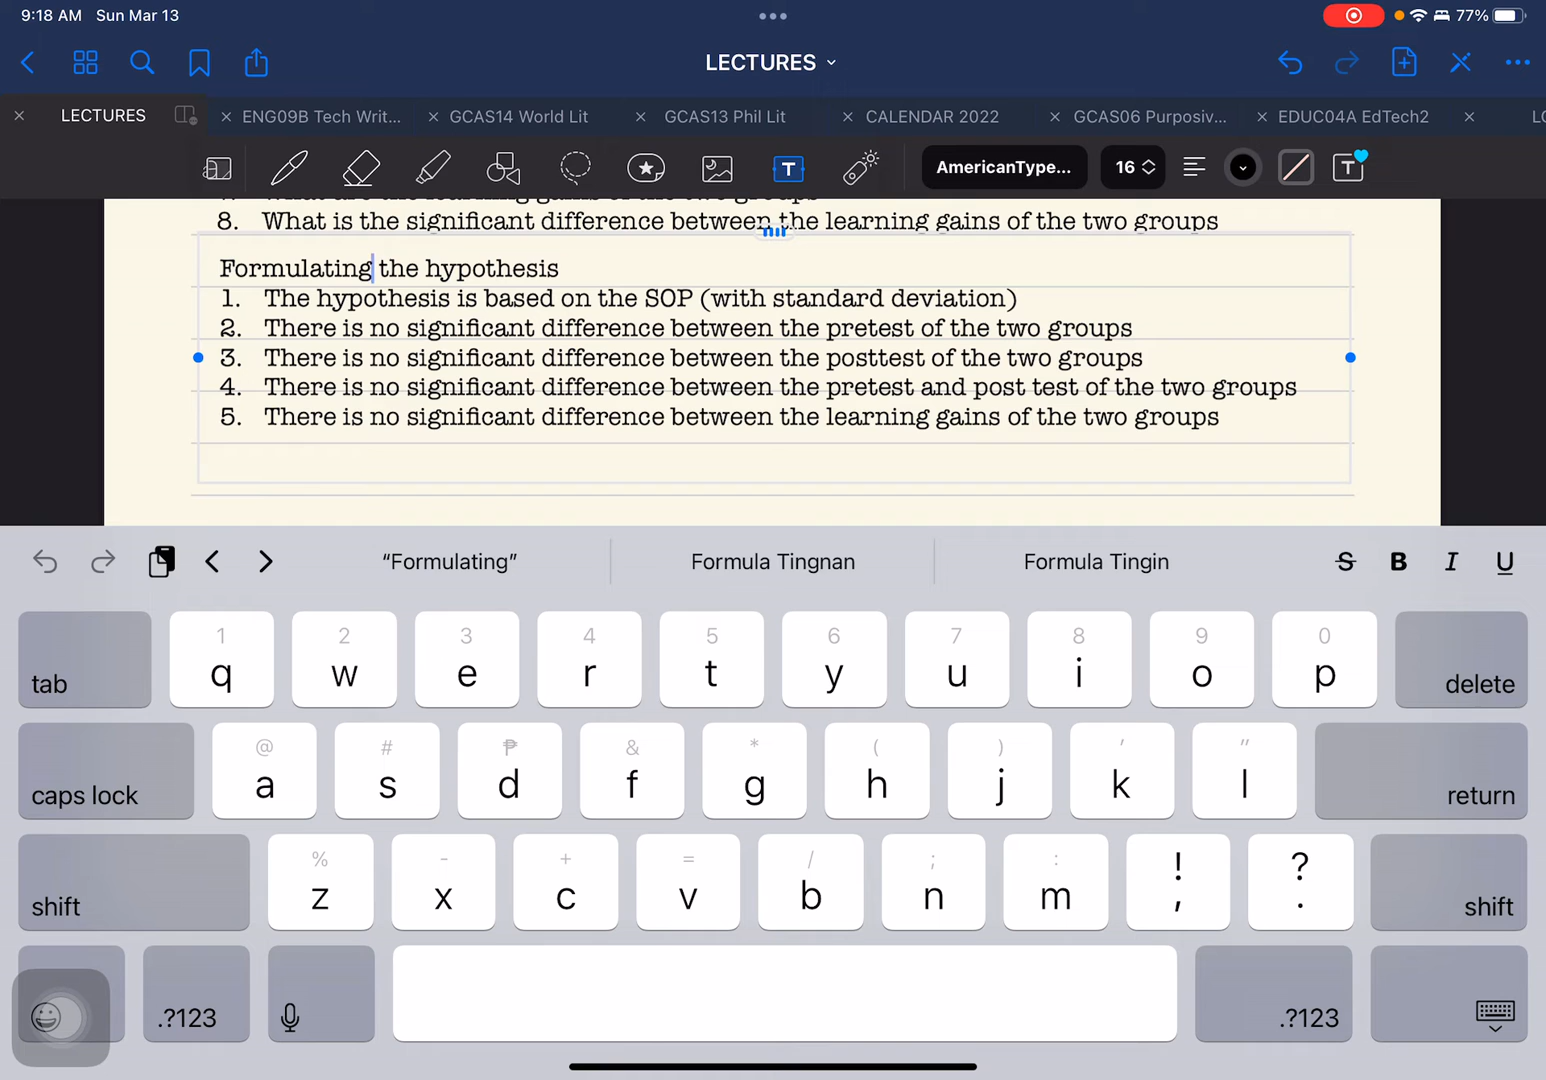 9:18 AM Sun Mar 13
77%
LECTURES
LECTURES
ENG09B Tech Writ...
GCAS14 World Lit
GCAS13 Phil Lit
CALENDAR 2022
GCAS06 Purposiv...
EDUC04A EdTech2
AmericanType...
16
8. What is the significant difference between the learning gains of the two groups
Formulating the hypothesis
1. The hypothesis is based on the SOP (with standard deviation)
2. There is no significant difference between the pretest of the two groups
3. There is no significant difference between the posttest of the two groups
4. There is no significant difference between the pretest and post test of the two groups
5. There is no significant difference between the learning gains of the two groups
“Formulating”
Formula Tingnan
Formula Tingin
S B I U
1 2 3 4 5 6 7 8 9 0
tab q w e r t y u i o p delete
@ # ₱ & * ( ) ' "
caps lock a s d f g h j k l return
% - + = / ; : ! ?
shift z x c v b n m , . shift
.?123 .?123